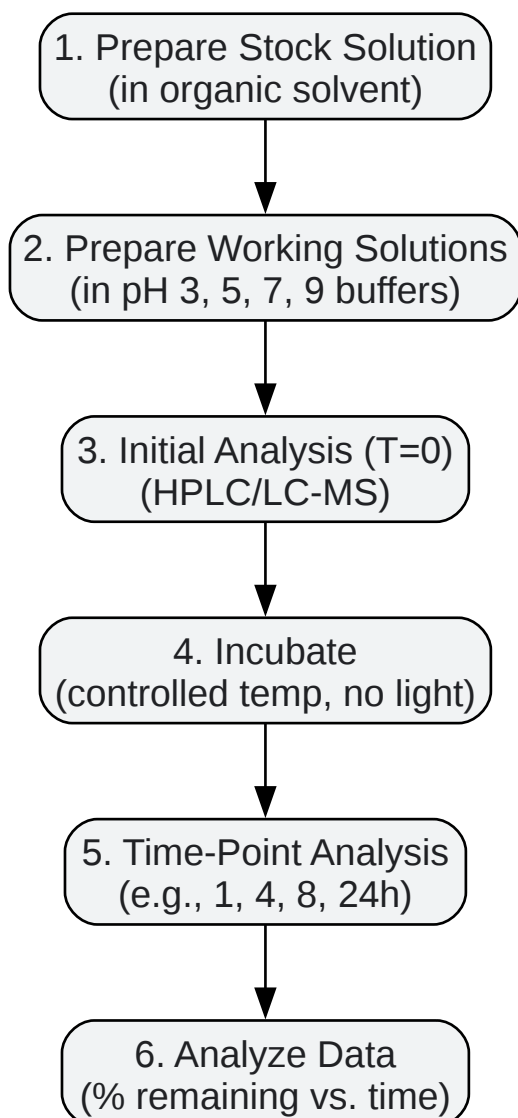 1. Prepare Stock Solution
(in organic solvent)
2. Prepare Working Solutions
(in pH 3, 5, 7, 9 buffers)
3. Initial Analysis (T=0)
(HPLC/LC-MS)
4. Incubate
(controlled temp, no light)
5. Time-Point Analysis
(e.g., 1, 4, 8, 24h)
6. Analyze Data
(% remaining vs. time)